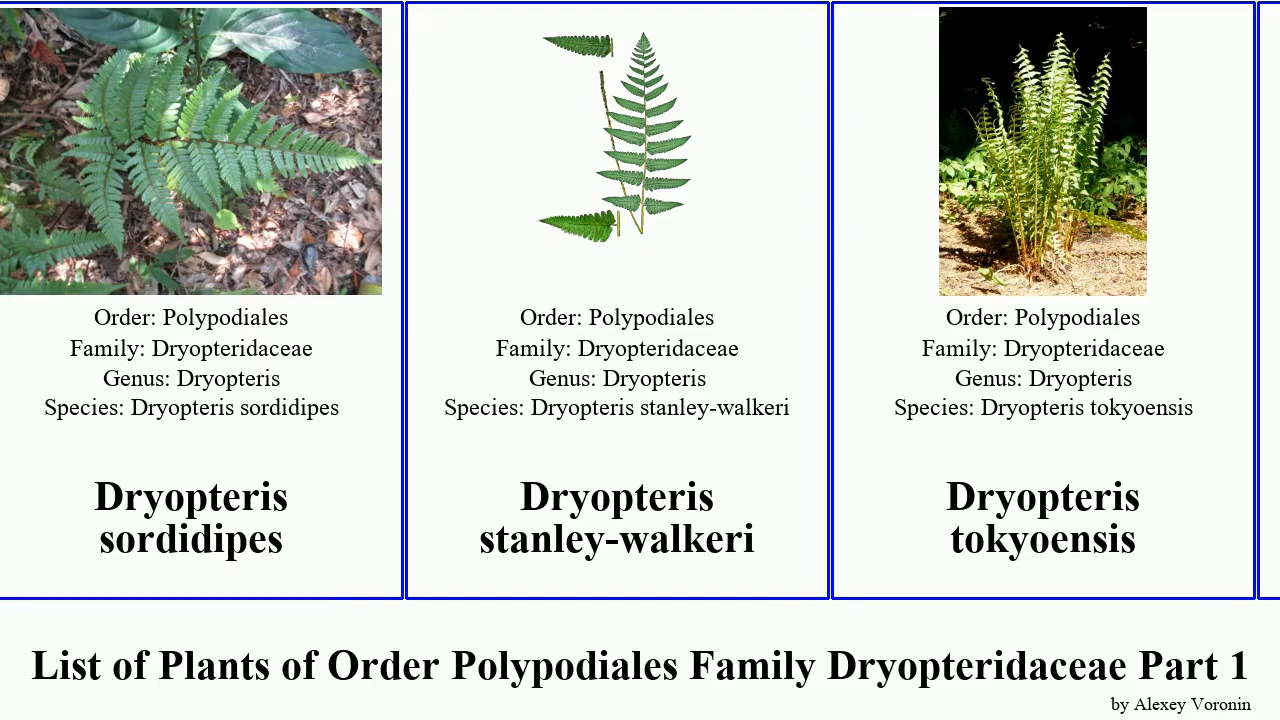 Order: Polypodiales
Family: Dryopteridaceae
Genus: Dryopteris
Species: Dryopteris sordidipes
Dryopteris
sordidipes
Order: Polypodiales
Family: Dryopteridaceae
Genus: Dryopteris
Species: Dryopteris stanley-walkeri
Dryopteris
stanley-walkeri
Order: Polypodiales
Family: Dryopteridaceae
Genus: Dryopteris
Species: Dryopteris tokyoensis
Dryopteris
tokyoensis
List of Plants of Order Polypodiales Family Dryopteridaceae Part 1
by Alexey Voronin